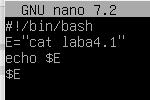 GNU nano 7.2
#!/bin/bash
E="cat laba4.1"
echo $E
$E